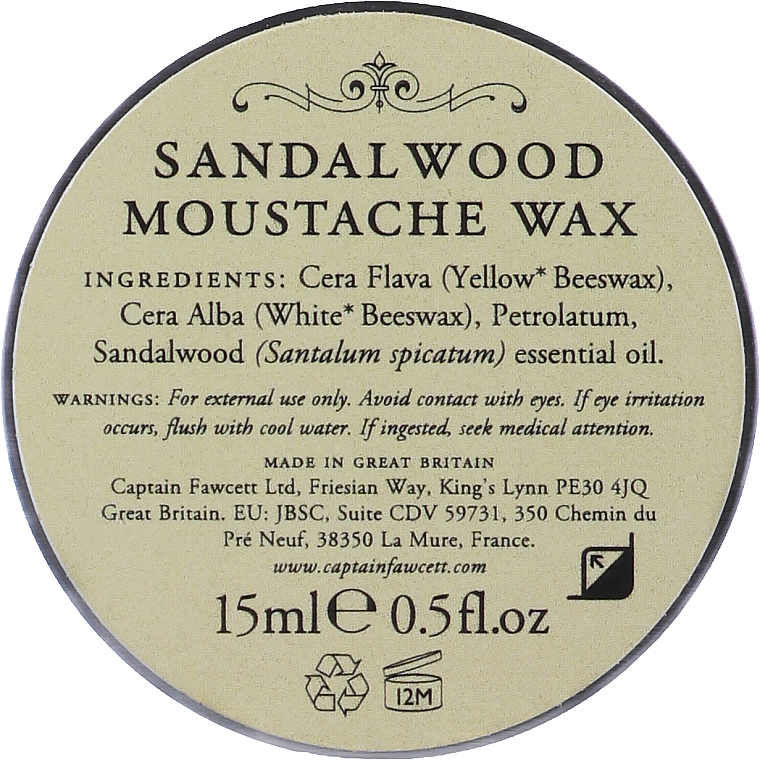 SANDALWOOD
MOUSTACHE WAX
INGREDIENTS: Cera Flava (Yellow* Beeswax),
Cera Alba (White* Beeswax), Petrolatum,
Sandalwood (Santalum spicatum) essential oil.
WARNINGS: For external use only. Avoid contact with eyes. If eye irritation
occurs, flush with cool water. If ingested, seek medical attention.
MADE IN GREAT BRITAIN
Captain Fawcett Ltd, Friesian Way, King's Lynn PE30 4JQ
Great Britain. EU: JBSC, Suite CDV 59731, 350 Chemin du
Pré Neuf, 38350 La Mure, France.
www.captainfawcett.com
15ml℮ 0.5fl.oz
12M